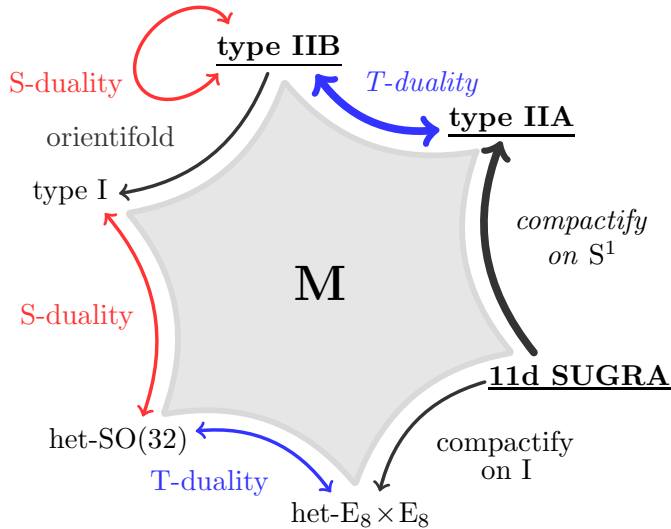 type IIB
S-duality
T-duality
type IIA
orientifold
type I
compactify
on S¹
M
S-duality
11d SUGRA
het-SO(32)
compactify
on I
T-duality
het-E₈×E₈